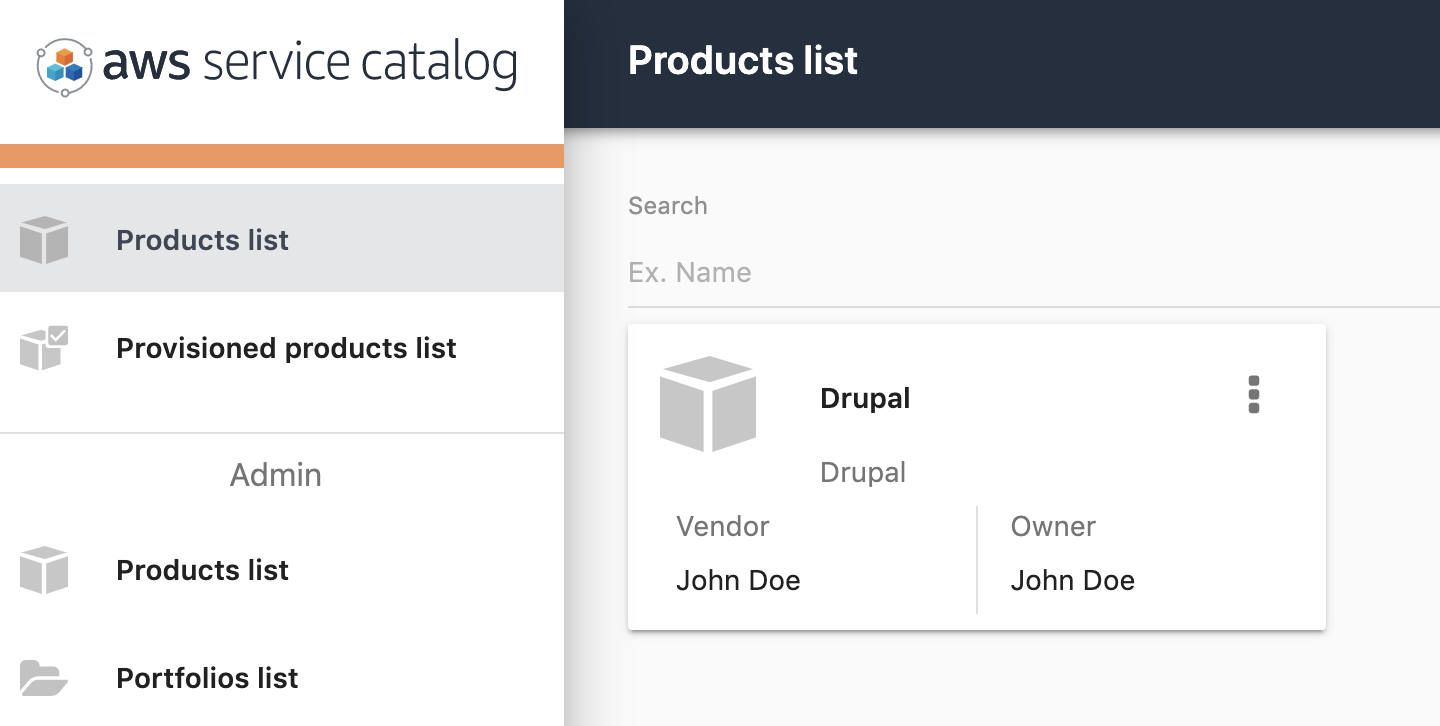 aws service catalog
Products list
Provisioned products list
Admin
Products list
Portfolios list
Products list
Search
Ex. Name
Drupal
Drupal
Vendor
John Doe
Owner
John Doe